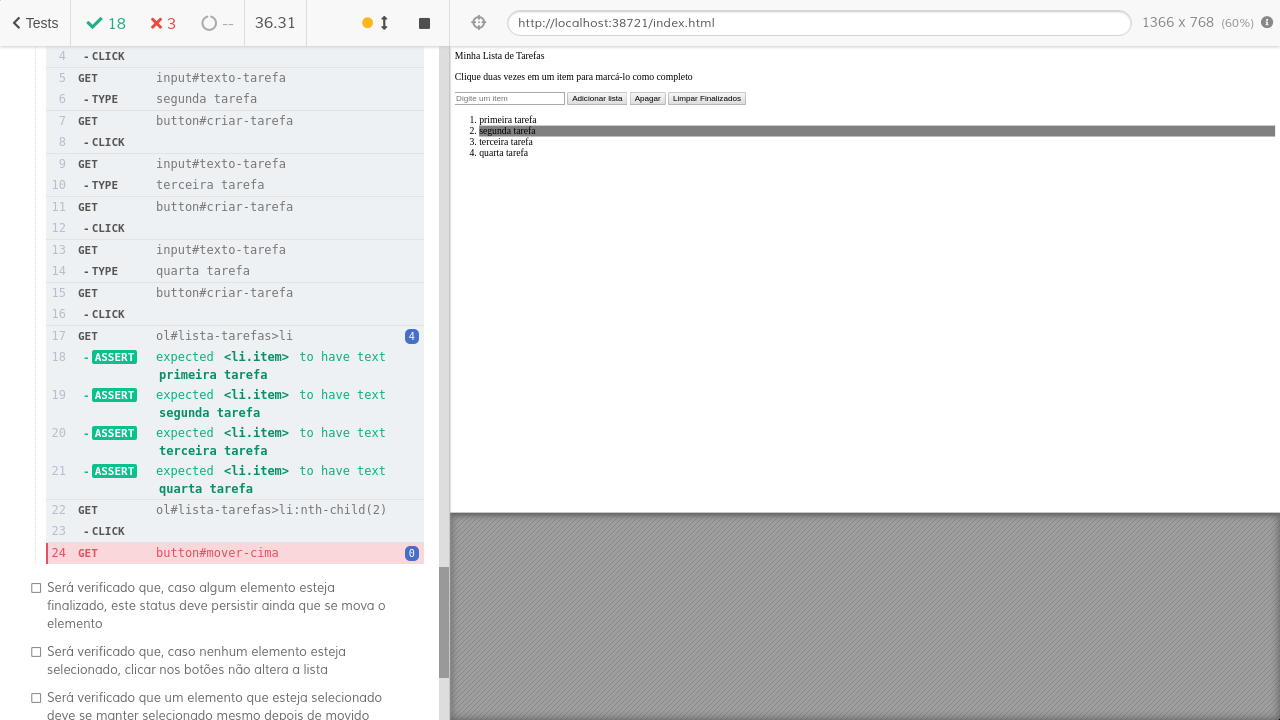 Tests 18 3 -- 36.31
http://localhost:38721/index.html 1366 x 768 (60%)
4 - CLICK
5 GET input#texto-tarefa
6 - TYPE segunda tarefa
7 GET button#criar-tarefa
8 - CLICK
9 GET input#texto-tarefa
10 - TYPE terceira tarefa
11 GET button#criar-tarefa
12 - CLICK
13 GET input#texto-tarefa
14 - TYPE quarta tarefa
15 GET button#criar-tarefa
16 - CLICK
17 GET ol#lista-tarefas>li 4
18 - ASSERT expected <li.item> to have text
primeira tarefa
19 - ASSERT expected <li.item> to have text
segunda tarefa
20 - ASSERT expected <li.item> to have text
terceira tarefa
21 - ASSERT expected <li.item> to have text
quarta tarefa
22 GET ol#lista-tarefas>li:nth-child(2)
23 - CLICK
24 GET button#mover-cima 0
Será verificado que, caso algum elemento esteja
finalizado, este status deve persistir ainda que se mova o
elemento
Será verificado que, caso nenhum elemento esteja
selecionado, clicar nos botões não altera a lista
Será verificado que um elemento que esteja selecionado
deve se manter selecionado mesmo depois de movido
Minha Lista de Tarefas
Clique duas vezes em um item para marcá-lo como completo
Digite um item Adicionar lista Apagar Limpar Finalizados
1. primeira tarefa
2. segunda tarefa
3. terceira tarefa
4. quarta tarefa